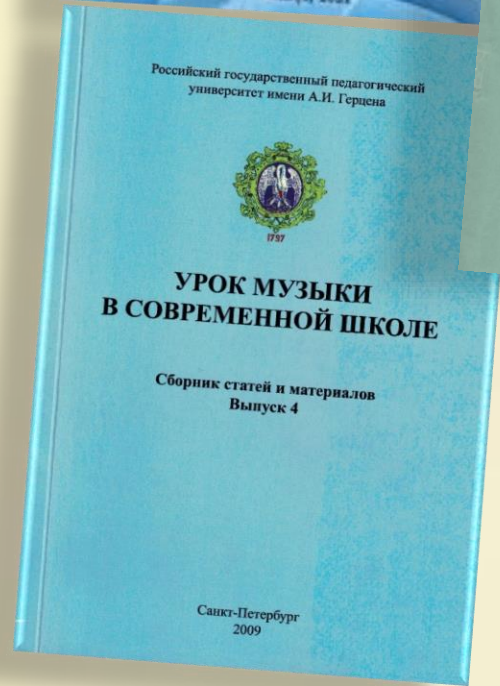 Российский государственный педагогический
университет имени А.И. Герцена
1797
УРОК МУЗЫКИ
В СОВРЕМЕННОЙ ШКОЛЕ
Сборник статей и материалов
Выпуск 4
Санкт-Петербург
2009